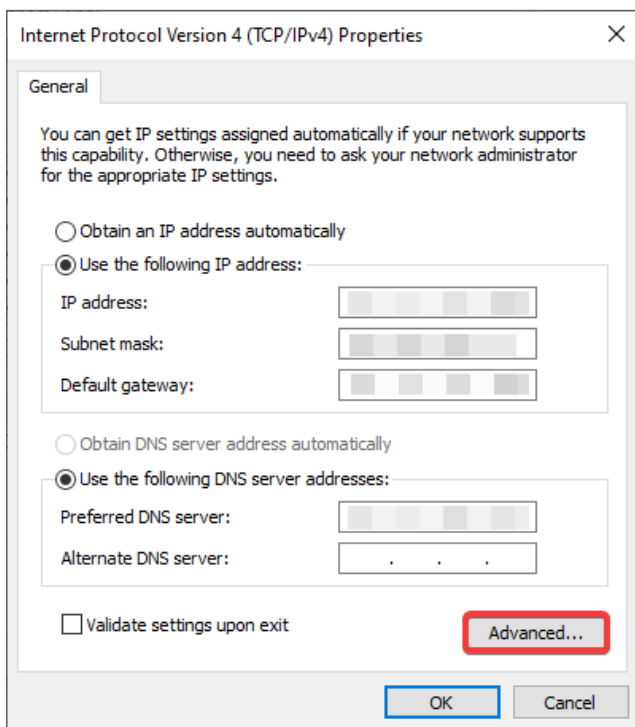 Internet Protocol Version 4 (TCP/IPv4) Properties
General
You can get IP settings assigned automatically if your network supports
this capability. Otherwise, you need to ask your network administrator
for the appropriate IP settings.
Obtain an IP address automatically
Use the following IP address:
IP address:
Subnet mask:
Default gateway:
Obtain DNS server address automatically
Use the following DNS server addresses:
Preferred DNS server:
Alternate DNS server: . . .
Validate settings upon exit
Advanced...
OK Cancel